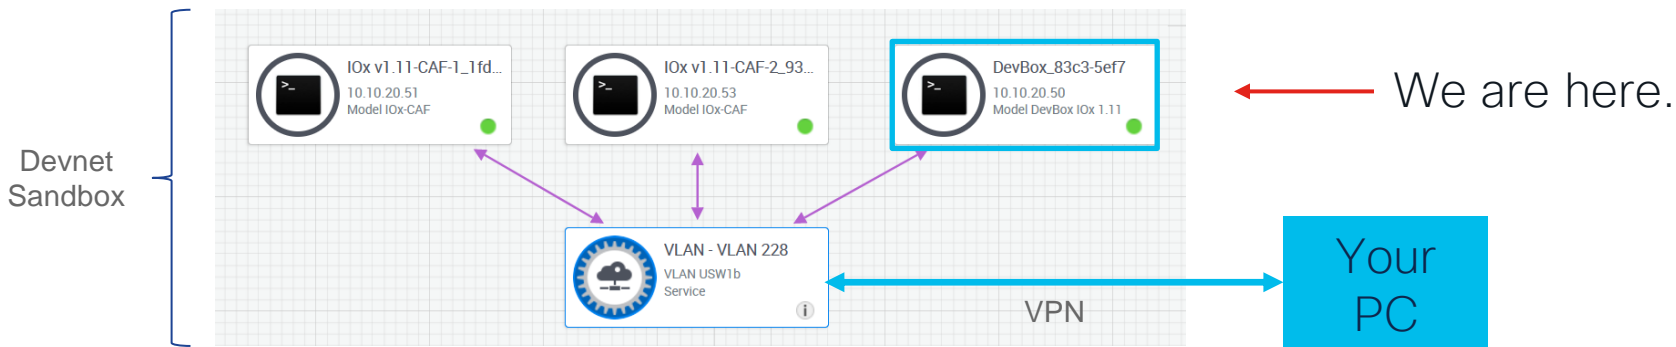 Devnet
Sandbox
>_
IOx v1.11-CAF-1_1fd...
10.10.20.51
Model IOx-CAF
>_
IOx v1.11-CAF-2_93...
10.10.20.53
Model IOx-CAF
>_
DevBox_83c3-5ef7
10.10.20.50
Model DevBox IOx 1.11
We are here.
VLAN - VLAN 228
VLAN USW1b
Service
i
VPN
Your
PC